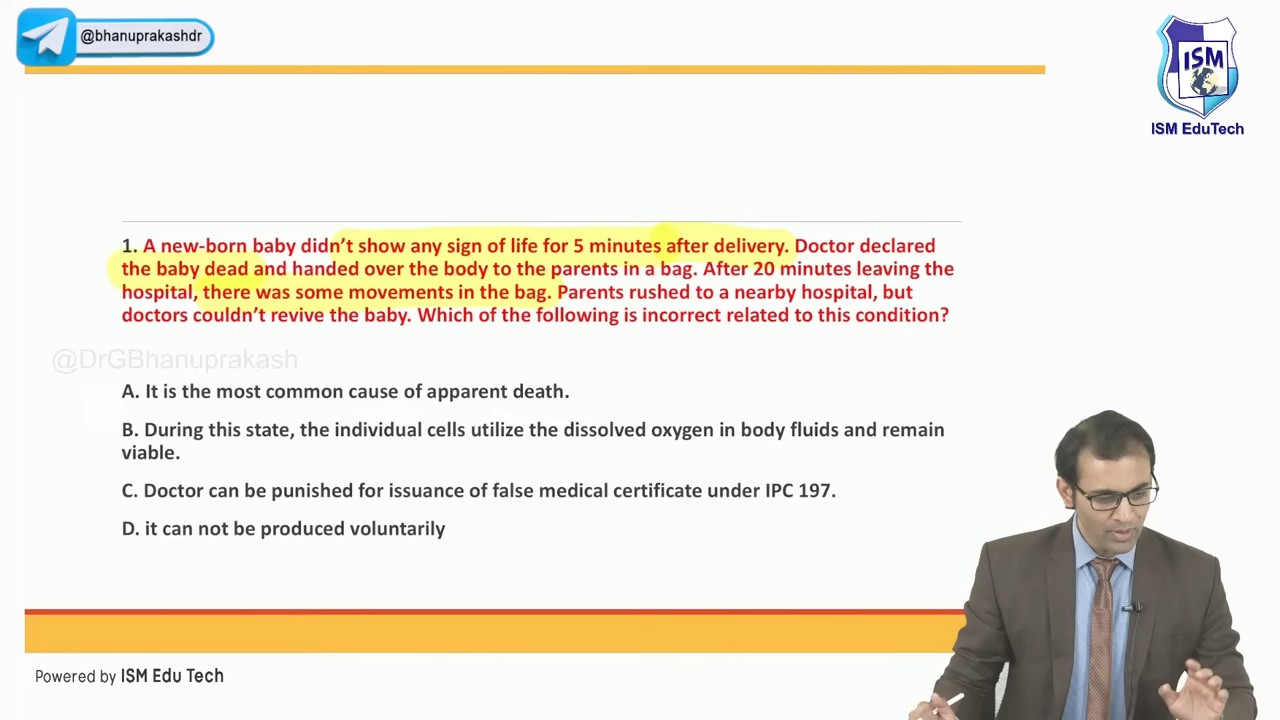 @bhanuprakashdr
ISM
ISM EduTech
1. A new-born baby didn't show any sign of life for 5 minutes after delivery. Doctor declared
the baby dead and handed over the body to the parents in a bag. After 20 minutes leaving the
hospital, there was some movements in the bag. Parents rushed to a nearby hospital, but
doctors couldn't revive the baby. Which of the following is incorrect related to this condition?
@DrGBhanuprakash
A. It is the most common cause of apparent death.
B. During this state, the individual cells utilize the dissolved oxygen in body fluids and remain
viable.
C. Doctor can be punished for issuance of false medical certificate under IPC 197.
D. it can not be produced voluntarily
Powered by ISM Edu Tech